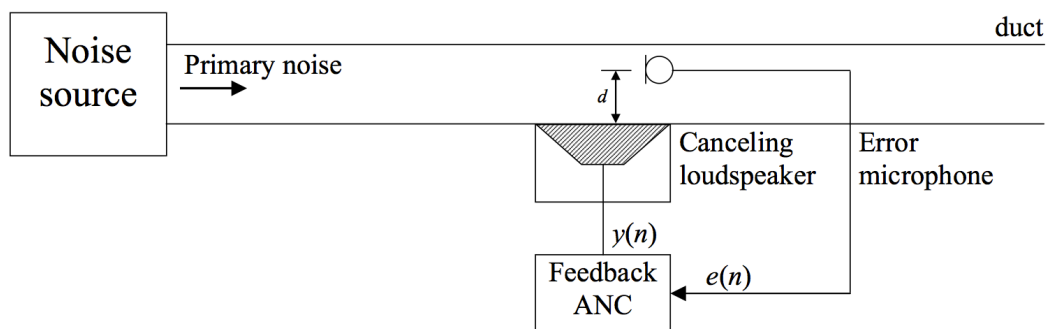 Noise
source
Primary noise
duct
d
Canceling
loudspeaker
Error
microphone
y(n)
Feedback
ANC
e(n)